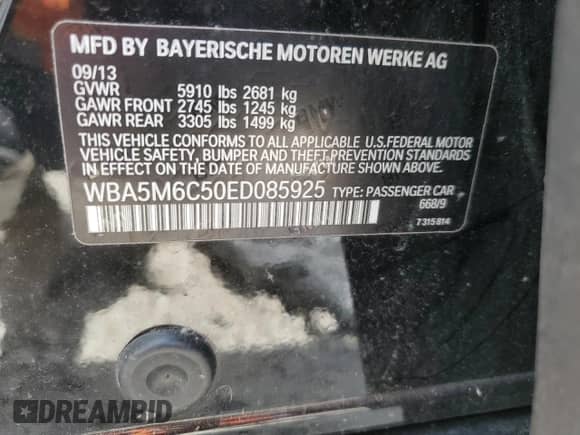 MFD BY BAYERISCHE MOTOREN WERKE AG
09/13
GVWR 5910 lbs 2681 kg
GAWR FRONT 2745 lbs 1245 kg
GAWR REAR 3305 lbs 1499 kg
THIS VEHICLE CONFORMS TO ALL APPLICABLE U.S.FEDERAL MOTOR
VEHICLE SAFETY, BUMPER AND THEFT PREVENTION STANDARDS
IN EFFECT ON THE DATE OF MANUFACTURE SHOWN ABOVE.
WBA5M6C50ED085925 TYPE: PASSENGER CAR
668/9
7315814
DREAMBID